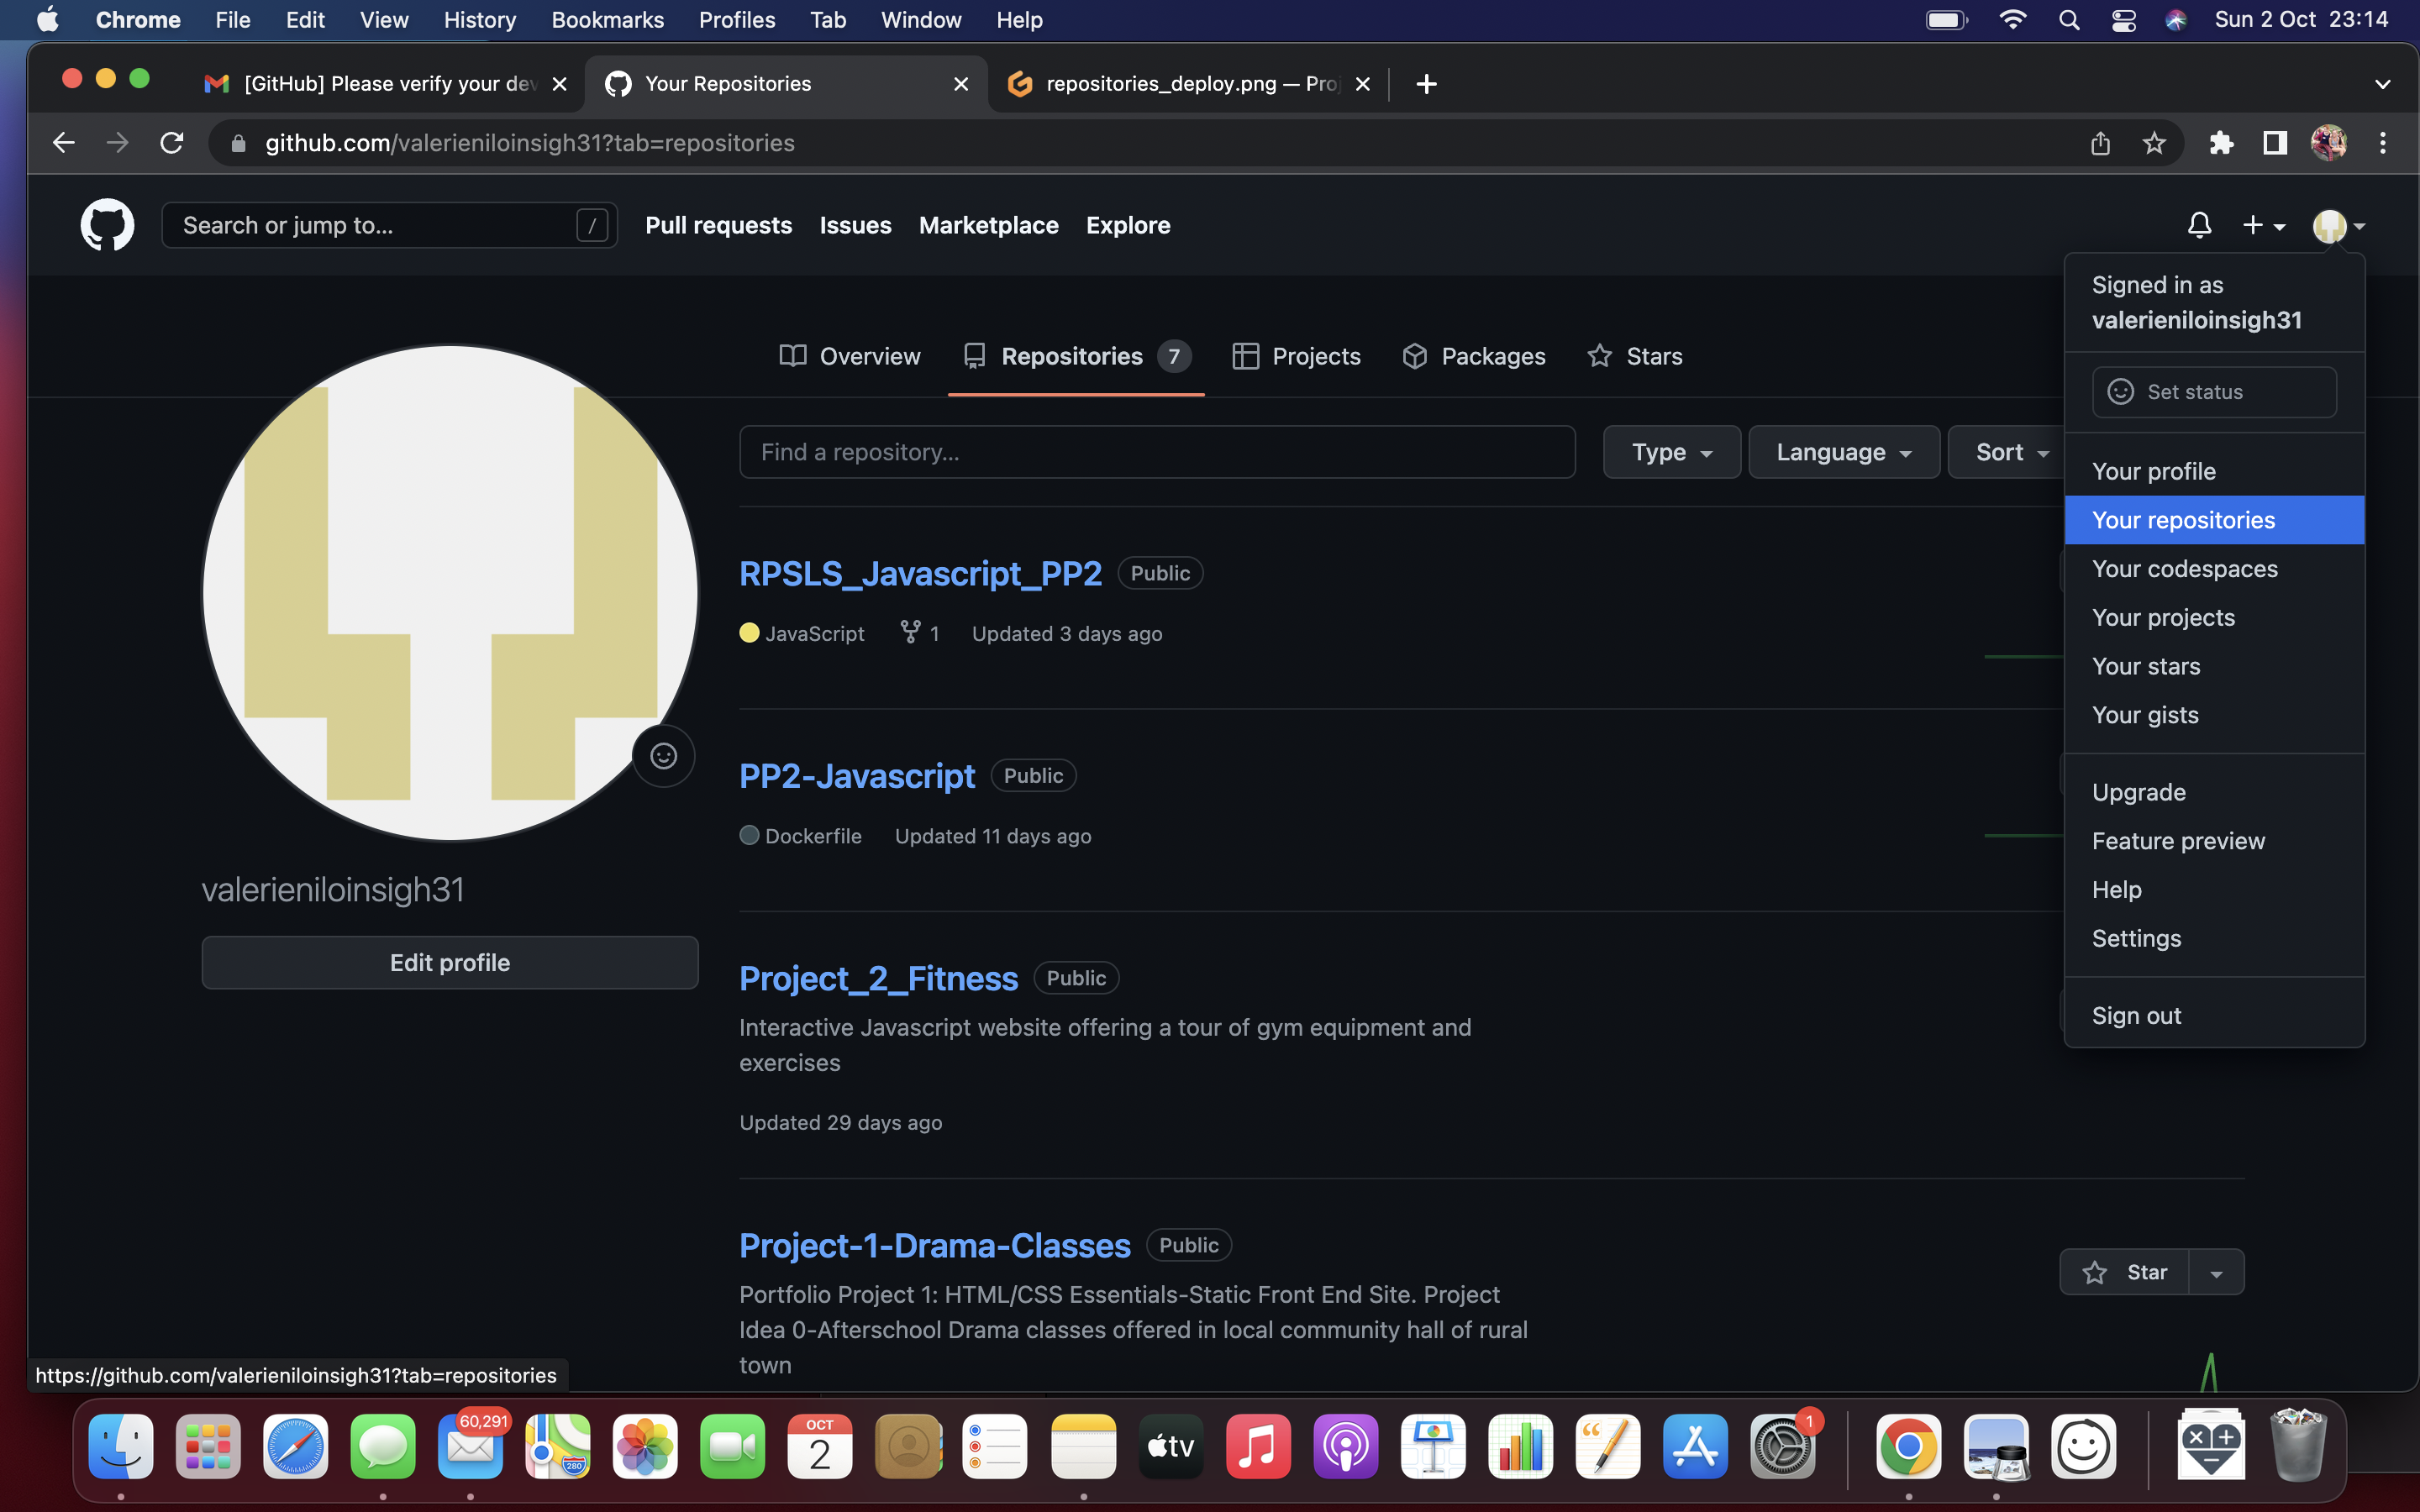 Chrome File Edit View History Bookmarks Profiles Tab Window Help Sun 2 Oct 23:14
[GitHub] Please verify your dev Your Repositories repositories_deploy.png — Proj
github.com/valerieniloinsigh31?tab=repositories
Search or jump to... / Pull requests Issues Marketplace Explore
Signed in as
valerieniloinsigh31
Overview Repositories 7 Projects Packages Stars
Set status
Find a repository... Type Language Sort
Your profile
Your repositories
Your codespaces
Your projects
Your stars
Your gists
Upgrade
Feature preview
Help
Settings
Sign out
RPSLS_Javascript_PP2 Public
JavaScript 1 Updated 3 days ago
PP2-Javascript Public
Dockerfile Updated 11 days ago
valerieniloinsigh31
Edit profile
Project_2_Fitness Public
Interactive Javascript website offering a tour of gym equipment and
exercises
Updated 29 days ago
Project-1-Drama-Classes Public
Star
Portfolio Project 1: HTML/CSS Essentials-Static Front End Site. Project
Idea 0-Afterschool Drama classes offered in local community hall of rural
town
https://github.com/valerieniloinsigh31?tab=repositories
60,291
280
OCT
2
tv
1